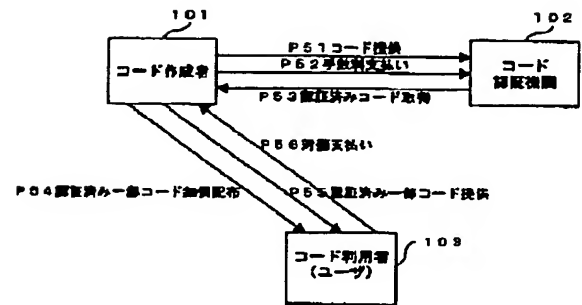 101
102
コード作成者
P51コード提供
コード
認証機関
P52手数料支払い
P53認証済みコード取得
P56対価支払い
P54認証済み一部コード無償配布
P55認証済み一部コード提供
コード利用者
(ユーザ)
103